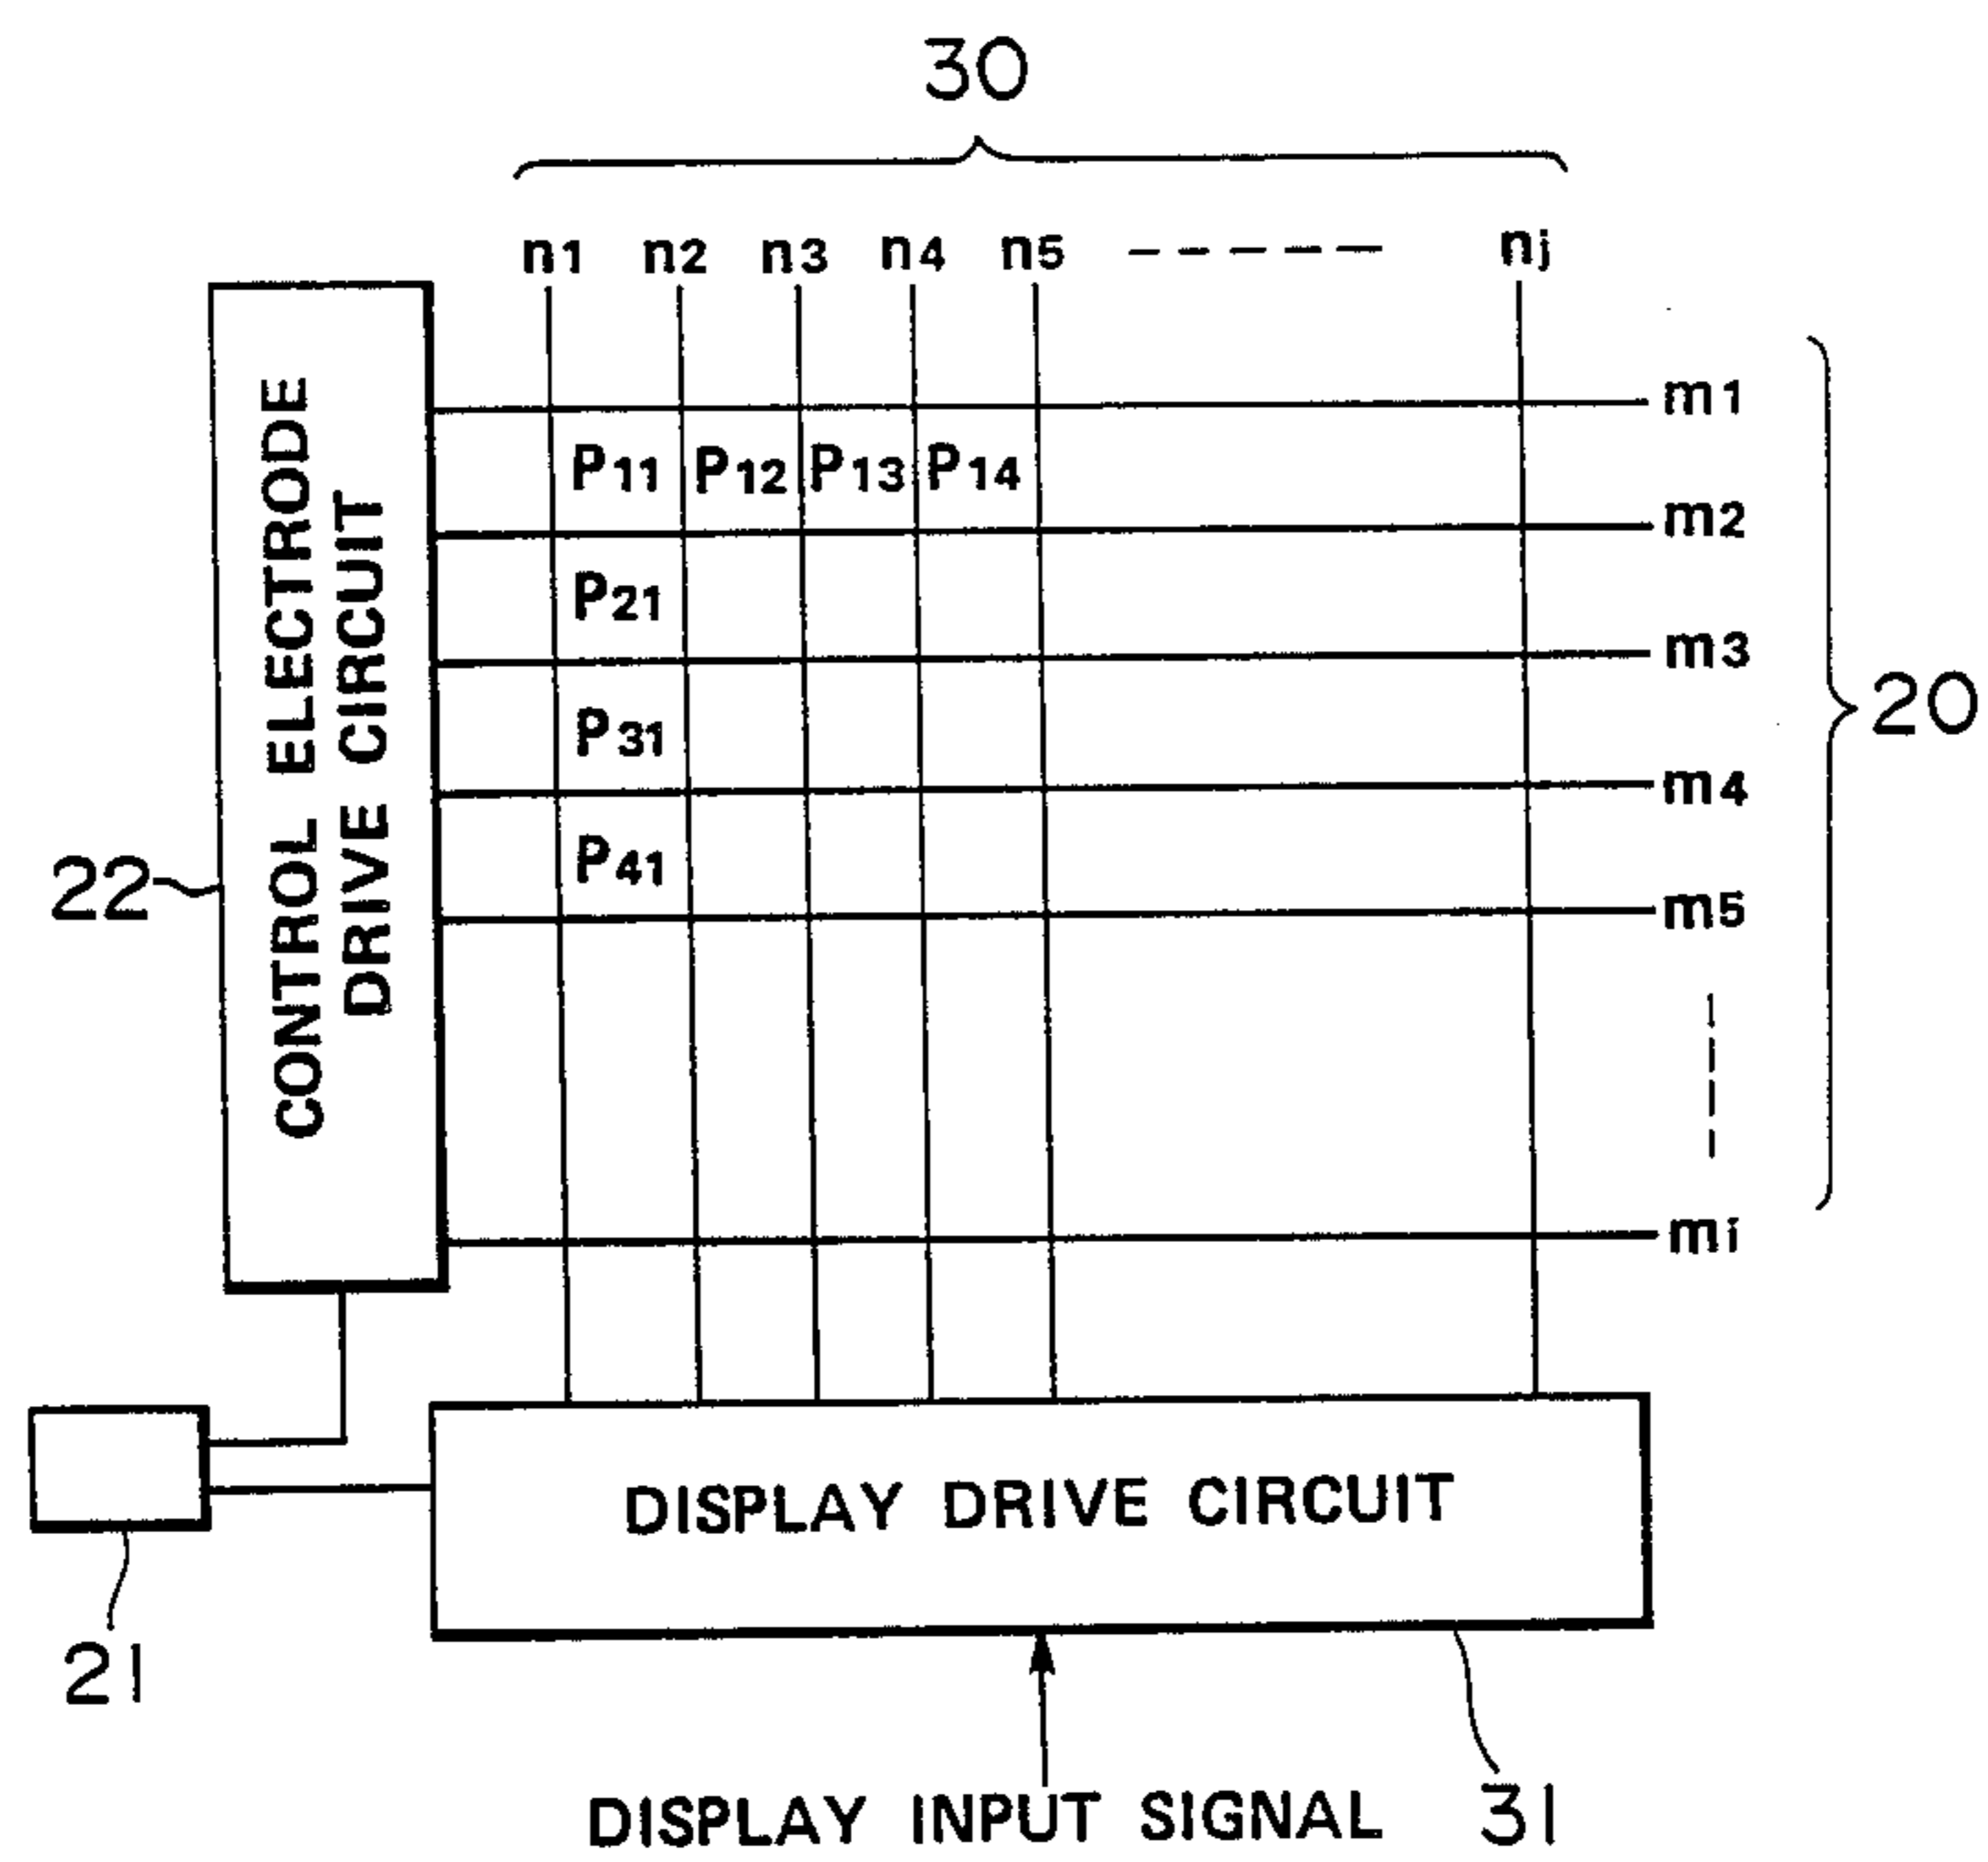 30
n1 n2 n3 n4 n5 nj
m1
P11 P12 P13 P14
m2
P21
m3
P31
20
m4
P41
m5
mi
CONTROL ELECTRODE
DRIVE CIRCUIT
22
DISPLAY DRIVE CIRCUIT
21
DISPLAY INPUT SIGNAL
31